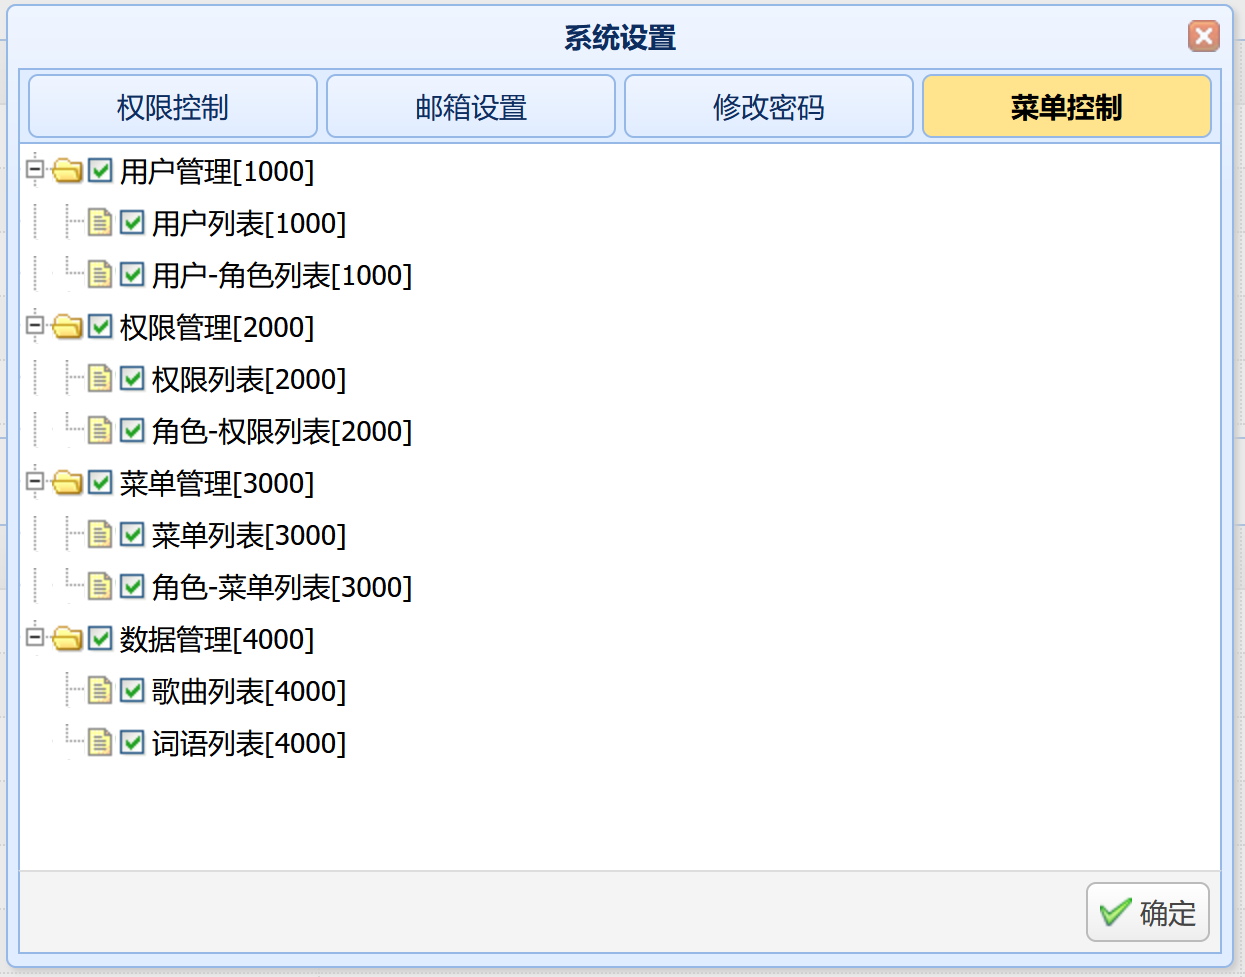 系统设置
权限控制 邮箱设置 修改密码 菜单控制
用户管理[1000]
用户列表[1000]
用户-角色列表[1000]
权限管理[2000]
权限列表[2000]
角色-权限列表[2000]
菜单管理[3000]
菜单列表[3000]
角色-菜单列表[3000]
数据管理[4000]
歌曲列表[4000]
词语列表[4000]
确定